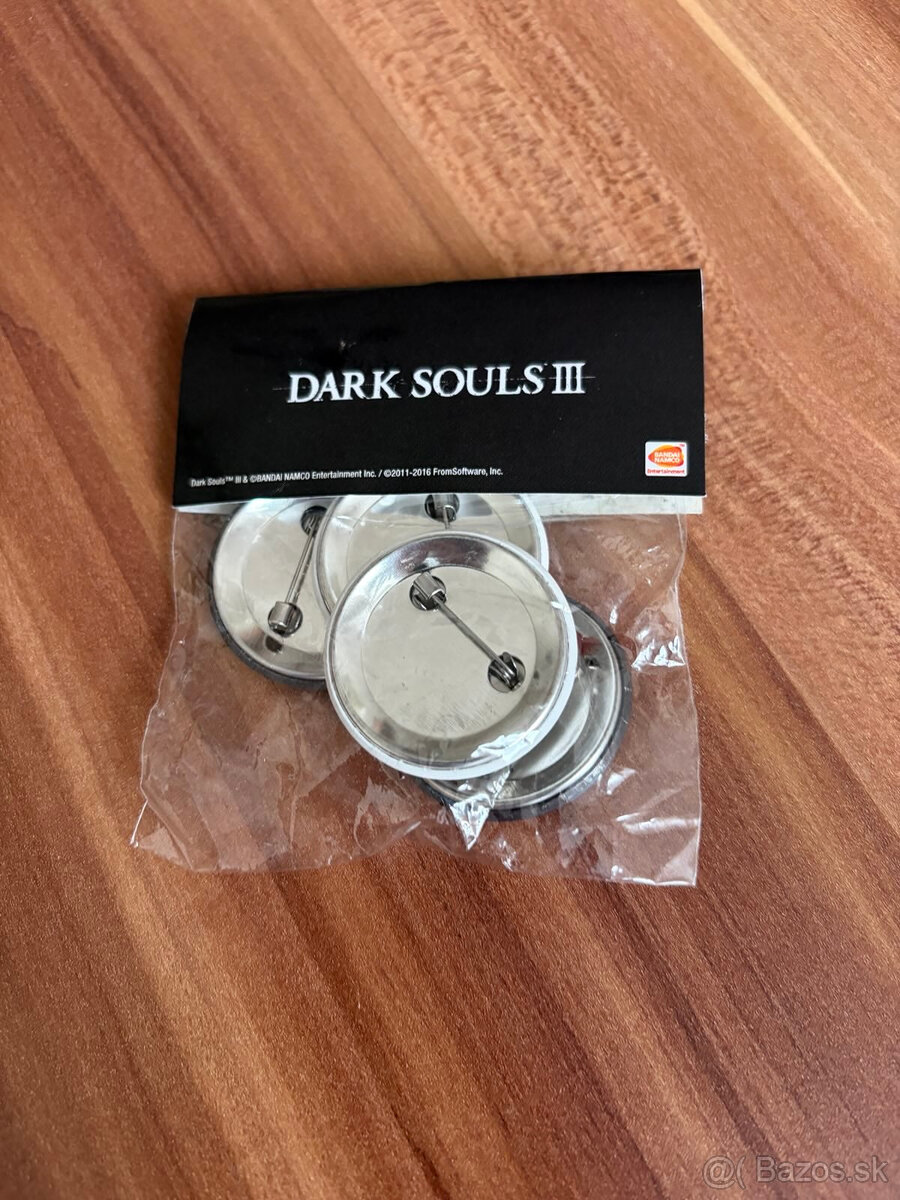 DARK SOULS III
BANDAI
NAMCO
Entertainment
Dark Souls™ III & ©BANDAI NAMCO Entertainment Inc. / ©2011-2016 FromSoftware, Inc.
@( Bazos.sk